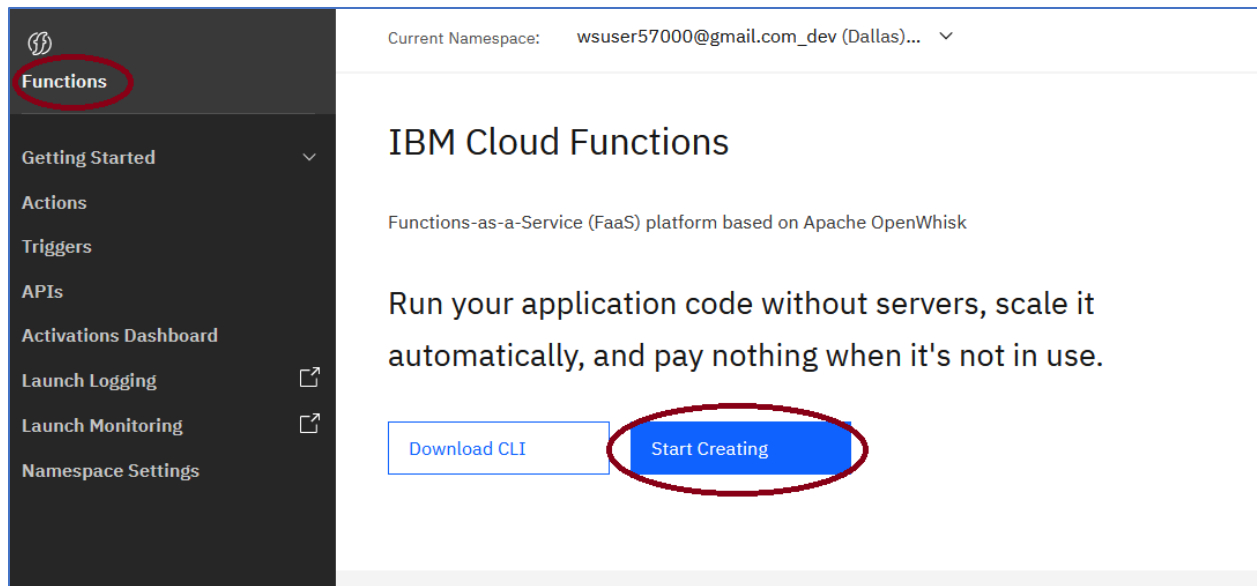 Functions
Getting Started
Actions
Triggers
APIs
Activations Dashboard
Launch Logging
Launch Monitoring
Namespace Settings
Current Namespace: wsuser57000@gmail.com_dev (Dallas)...
IBM Cloud Functions
Functions-as-a-Service (FaaS) platform based on Apache OpenWhisk
Run your application code without servers, scale it
automatically, and pay nothing when it's not in use.
Download CLI
Start Creating